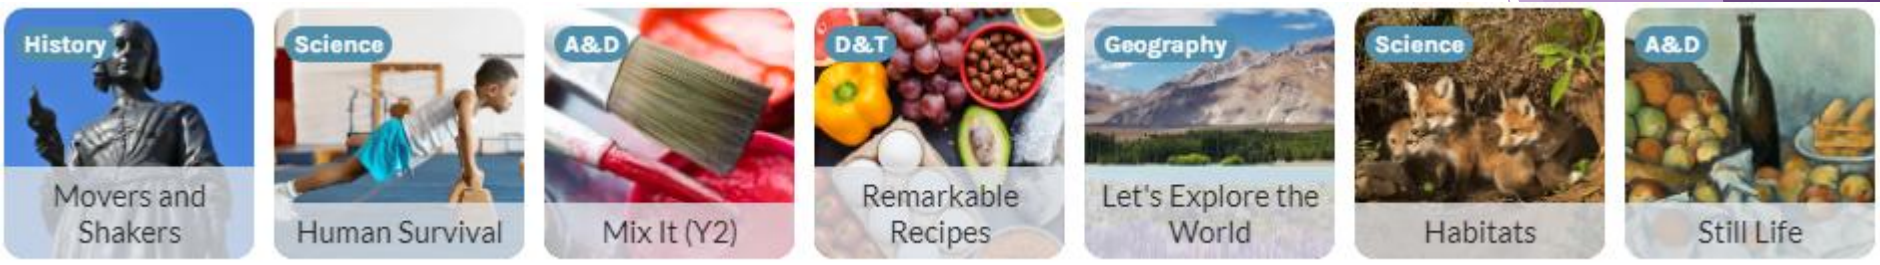 History
Movers and
Shakers
Science
Human Survival
A&D
Mix It (Y2)
D&T
Remarkable
Recipes
Geography
Let's Explore the
World
Science
Habitats
A&D
Still Life